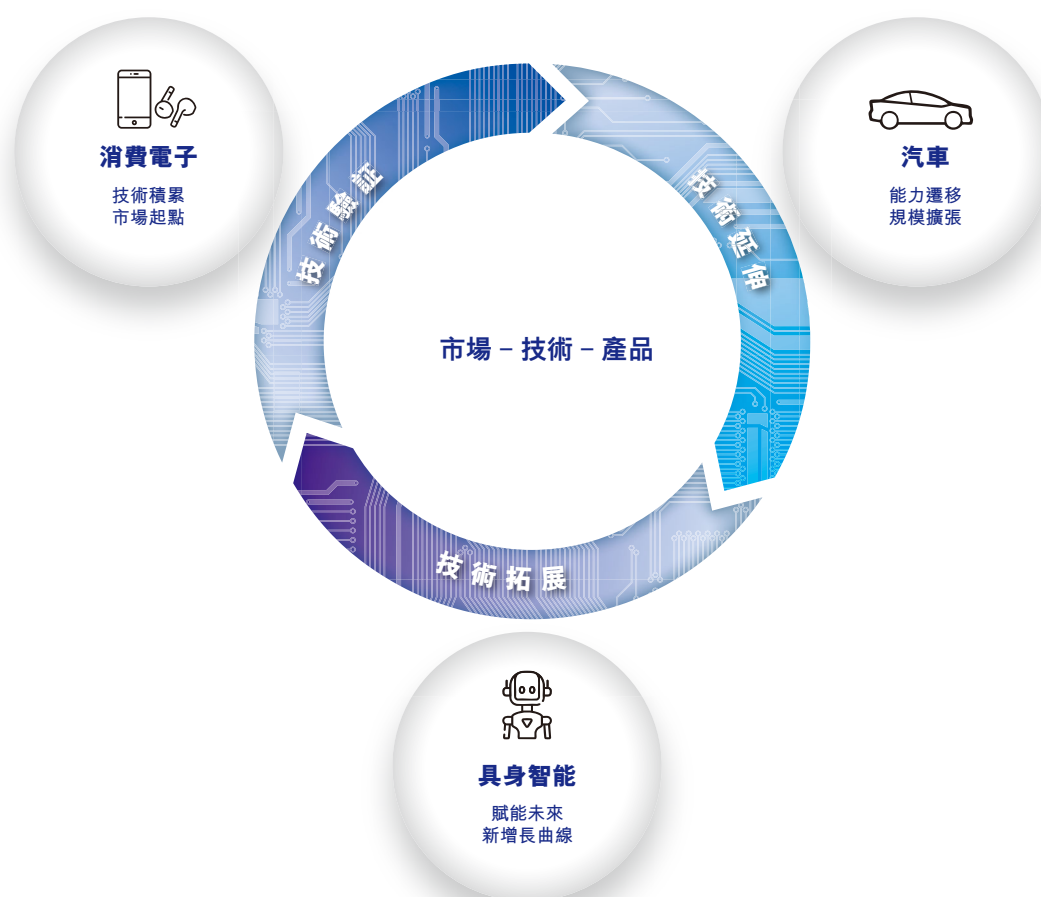 消費電子
技術積累
市場起點
汽車
能力遷移
規模擴張
技術驗証
技術延伸
市場 – 技術 – 產品
技術拓展
具身智能
賦能未來
新增長曲線